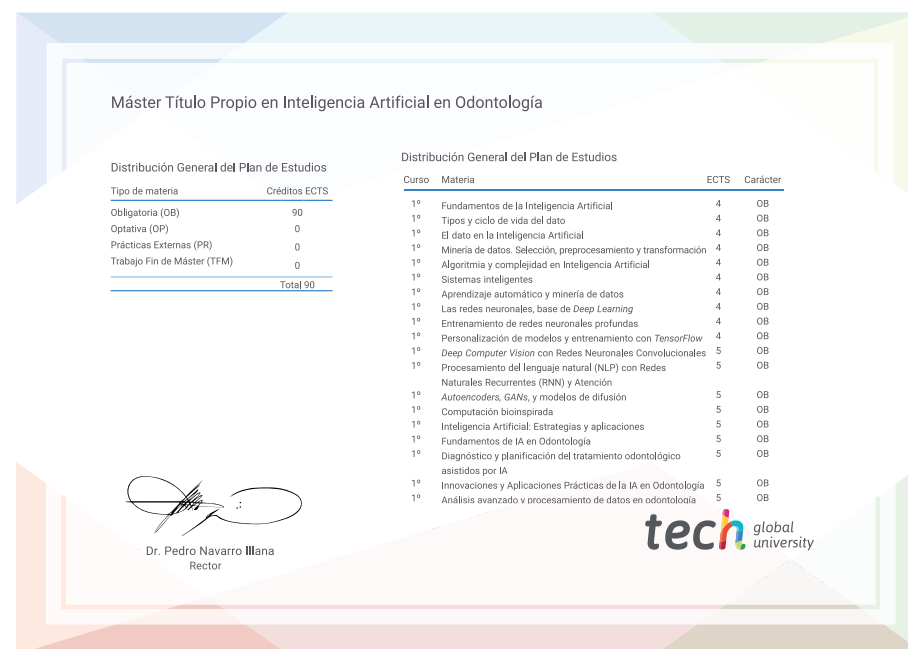 Máster Título Propio en Inteligencia Artificial en Odontología
Distribución General del Plan de Estudios
Tipo de materia Créditos ECTS
Obligatoria (OB) 90
Optativa (OP) 0
Prácticas Externas (PR) 0
Trabajo Fin de Máster (TFM) 0
Total 90
Distribución General del Plan de Estudios
Curso Materia ECTS Carácter
1º Fundamentos de la Inteligencia Artificial 4 OB
1º Tipos y ciclo de vida del dato 4 OB
1º El dato en la Inteligencia Artificial 4 OB
1º Minería de datos. Selección, preprocesamiento y transformación 4 OB
1º Algoritmia y complejidad en Inteligencia Artificial 4 OB
1º Sistemas inteligentes 4 OB
1º Aprendizaje automático y minería de datos 4 OB
1º Las redes neuronales, base de Deep Learning 4 OB
1º Entrenamiento de redes neuronales profundas 4 OB
1º Personalización de modelos y entrenamiento con TensorFlow 4 OB
1º Deep Computer Vision con Redes Neuronales Convolucionales 5 OB
1º Procesamiento del lenguaje natural (NLP) con Redes 5 OB
Naturales Recurrentes (RNN) y Atención
1º Autoencoders, GANs, y modelos de difusión 5 OB
1º Computación bioinspirada 5 OB
1º Inteligencia Artificial: Estrategias y aplicaciones 5 OB
1º Fundamentos de IA en Odontología 5 OB
1º Diagnóstico y planificación del tratamiento odontológico 5 OB
asistidos por IA
1º Innovaciones y Aplicaciones Prácticas de la IA en Odontología 5 OB
1º Análisis avanzado y procesamiento de datos en odontología 5 OB
Dr. Pedro Navarro Illana
Rector
tech global
university